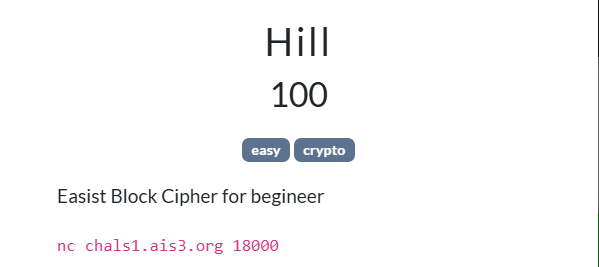 Hill
100
easy crypto
Easist Block Cipher for begineer
nc chals1.ais3.org 18000